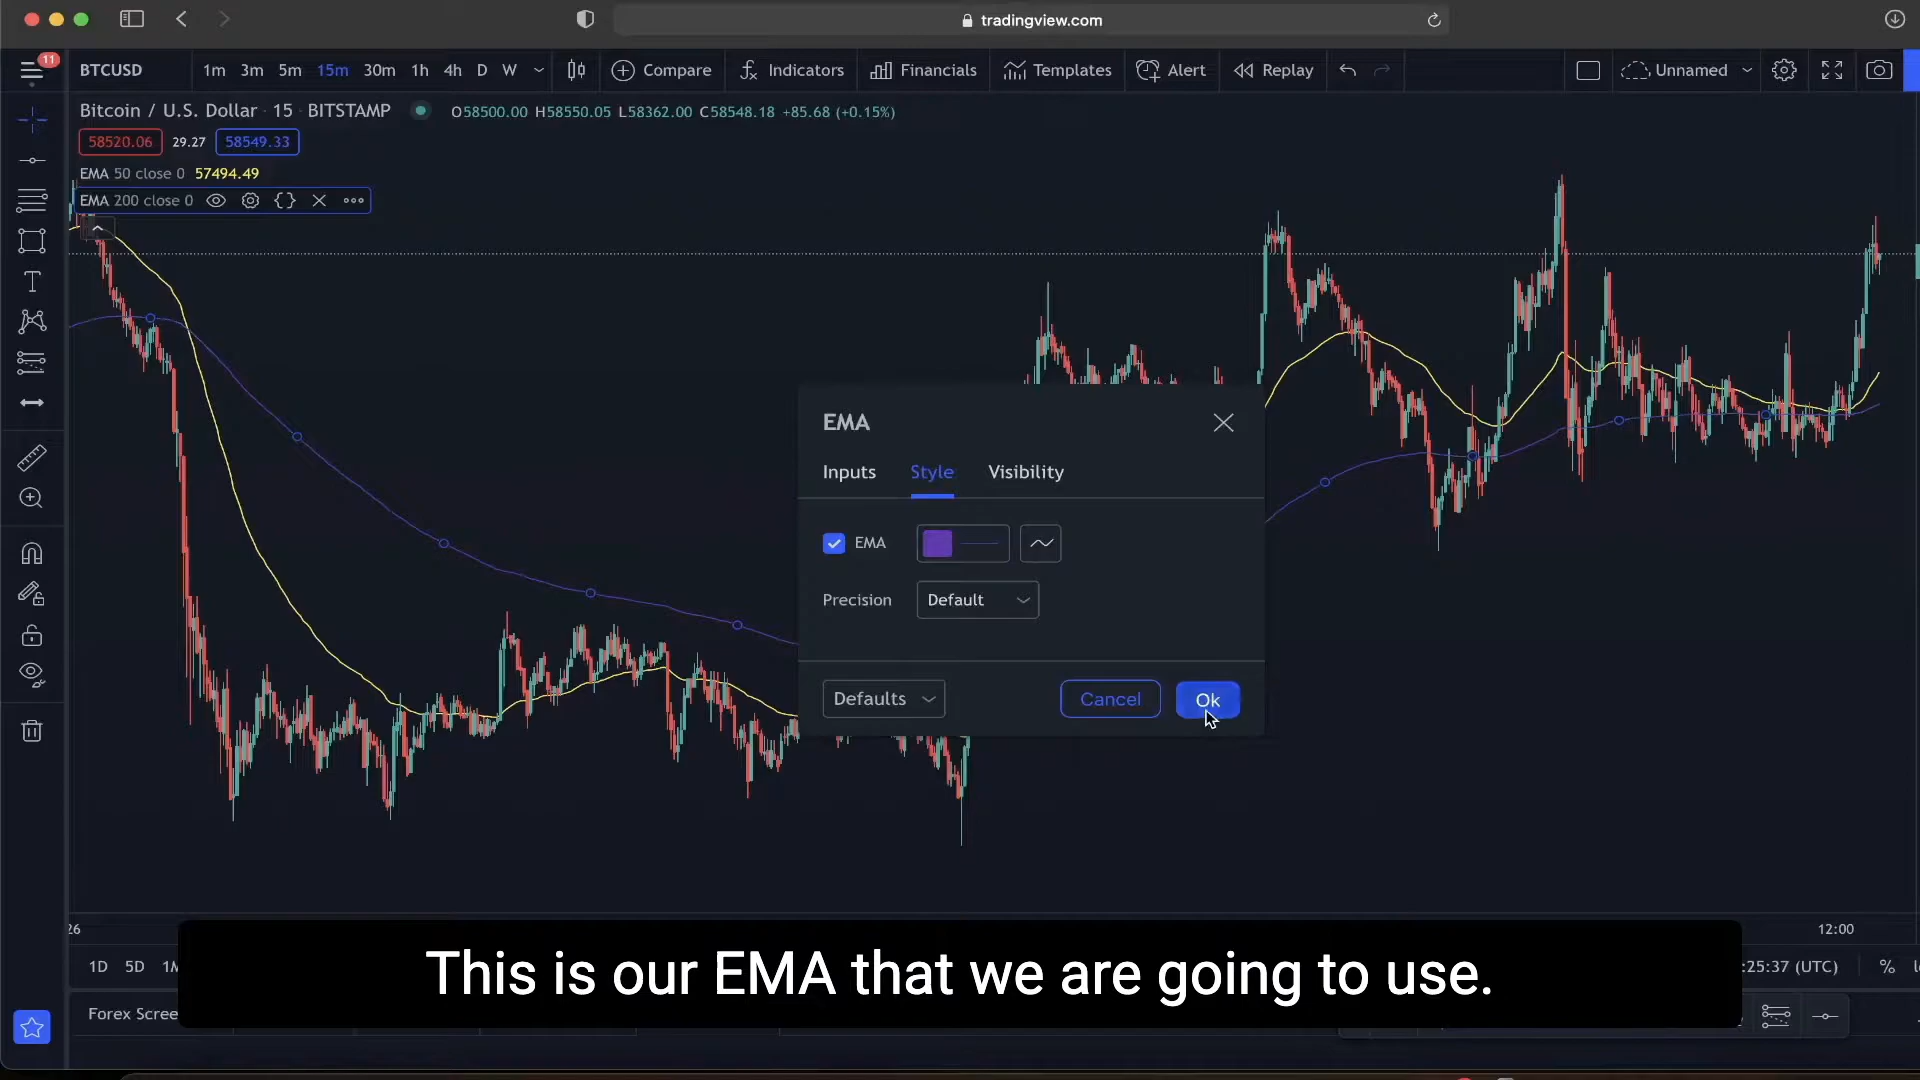 tradingview.com
11
BTCUSD
1m 3m 5m 15m 30m 1h 4h D W
Compare
Indicators
Financials
Templates
Alert
Replay
Unnamed
Bitcoin / U.S. Dollar · 15 · BITSTAMP
O58500.00 H58550.05 L58362.00 C58548.18 +85.68 (+0.15%)
58520.06 29.27 58549.33
EMA 50 close 0 57494.49
EMA 200 close 0
EMA
Inputs Style Visibility
EMA
Precision Default
Defaults Cancel Ok
26 12:00
This is our EMA that we are going to use.
1D 5D
:25:37 (UTC) %
Forex Scree